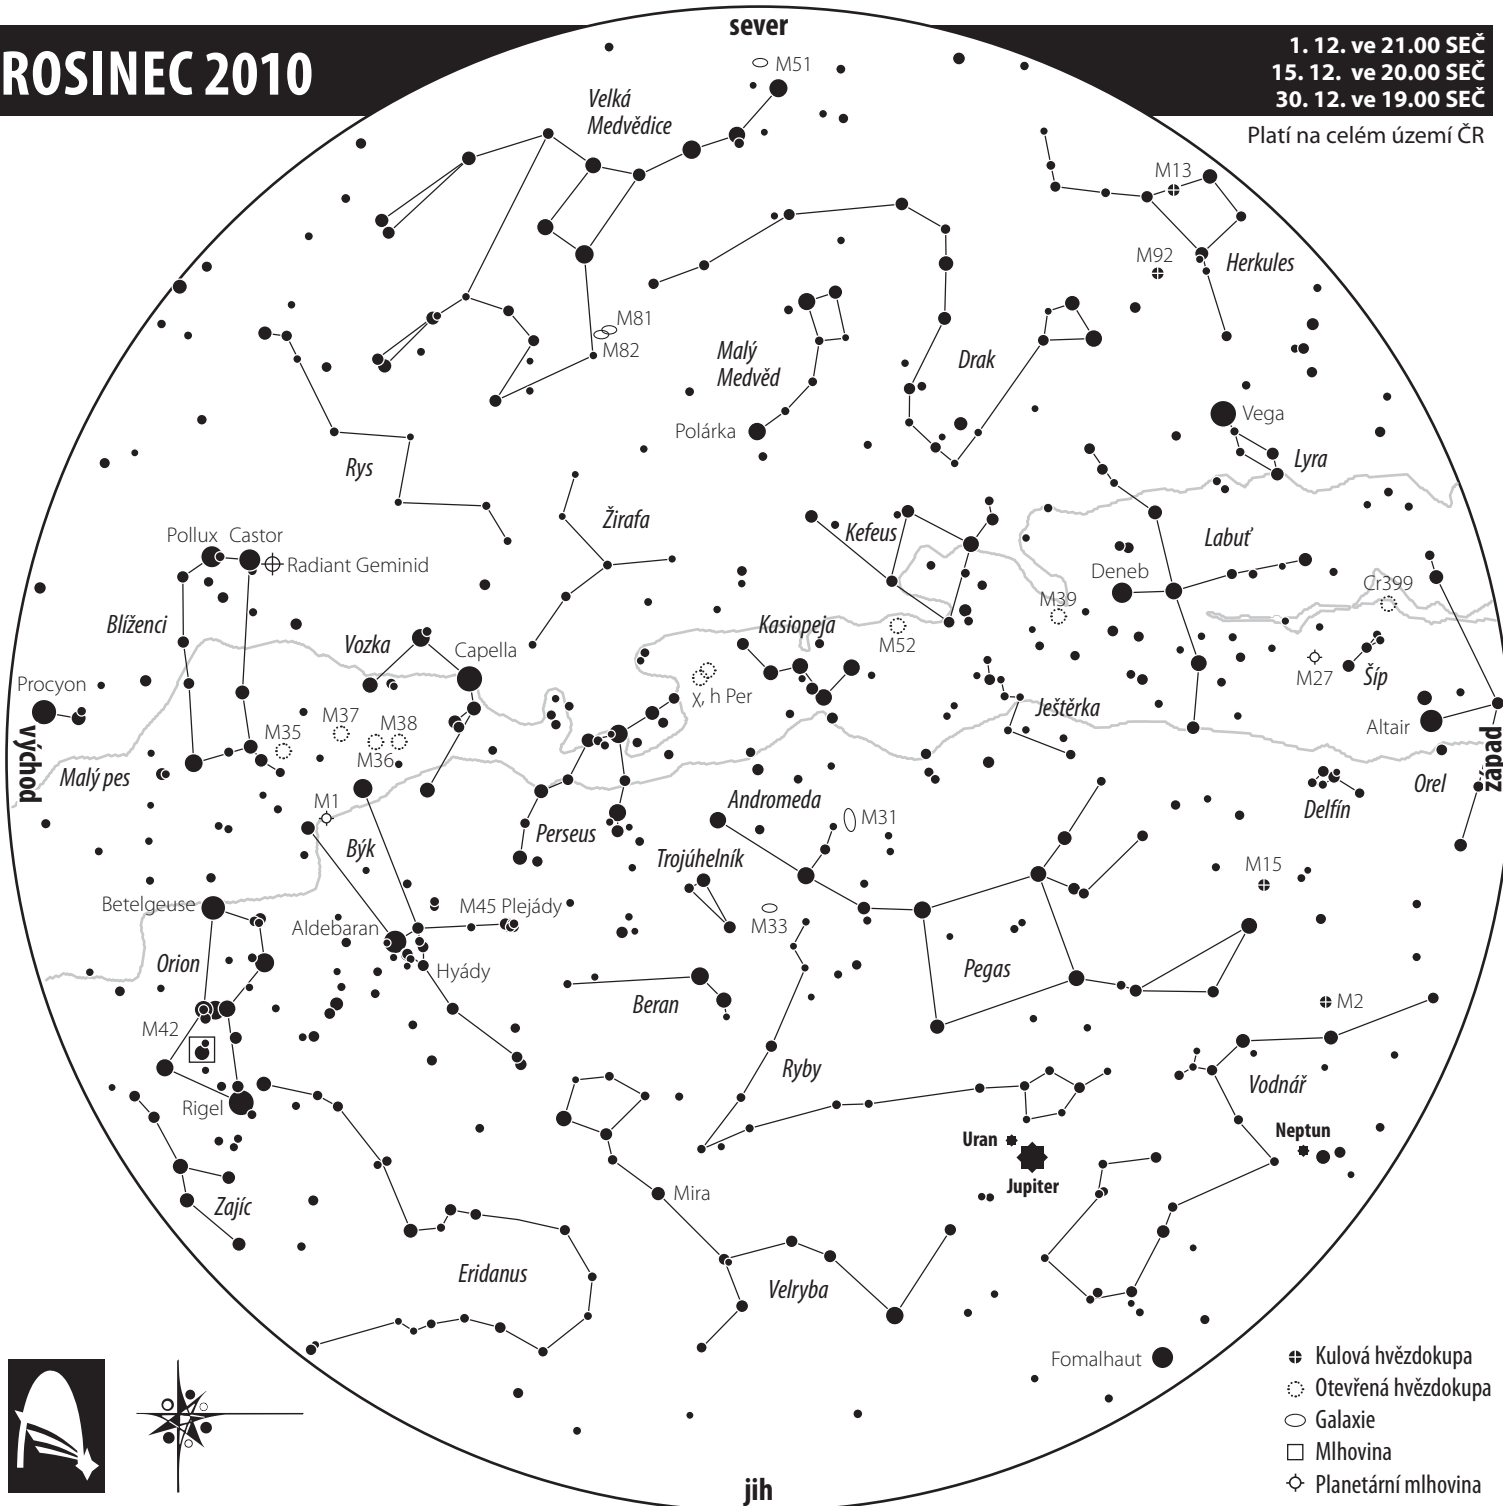 sever
ROSINEC 2010
1. 12. ve 21.00 SEČ
15. 12. ve 20.00 SEČ
30. 12. ve 19.00 SEČ
Platí na celém území ČR
M51
Velká
Medvědice
M13
M92
Herkules
M81
M82
Malý
Medvěd
Drak
Polárka
Vega
Lyra
Rys
Žirafa
Kefeus
Labuť
Pollux
Castor
Radiant Geminid
Deneb
Cr399
M39
Blíženci
Vozka
Capella
Kasiopeja
M52
M27
Šíp
Procyon
χ, h Per
Ještěrka
Altair
východ
M35
M37
M38
M36
západ
Malý pes
Orel
M1
Andromeda
M31
Delfín
Býk
Perseus
Trojúhelník
M15
Betelgeuse
M45 Plejády
M33
Aldebaran
Orion
Hyády
Pegas
Beran
M2
M42
Ryby
Vodnář
Rigel
Uran
Neptun
Jupiter
Mira
Zajíc
Eridanus
Velryba
Fomalhaut
Kulová hvězdokupa
Otevřená hvězdokupa
Galaxie
Mlhovina
Planetární mlhovina
jih